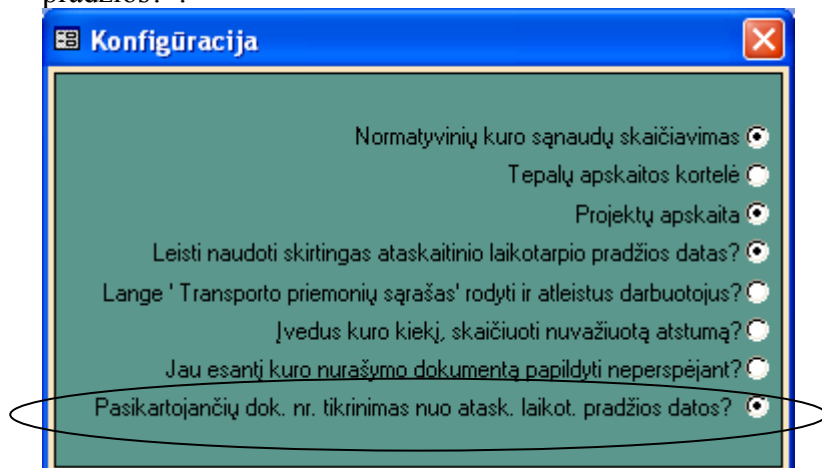 pradžios? .
Konfigūracija
Normatyvinių kuro sąnaudų skaičiavimas
Tepalų apskaitos kortelė
Projektų apskaita
Leisti naudoti skirtingas ataskaitinio laikotarpio pradžios datas?
Lange ' Transporto priemonių sąrašas' rodyti ir atleistus darbuotojus?
Įvedus kuro kiekį, skaičiuoti nuvažiuotą atstumą?
Jau esantį kuro nurašymo dokumentą papildyti neperspėjant?
Pasikartojančių dok. nr. tikrinimas nuo atask. laikot. pradžios datos?